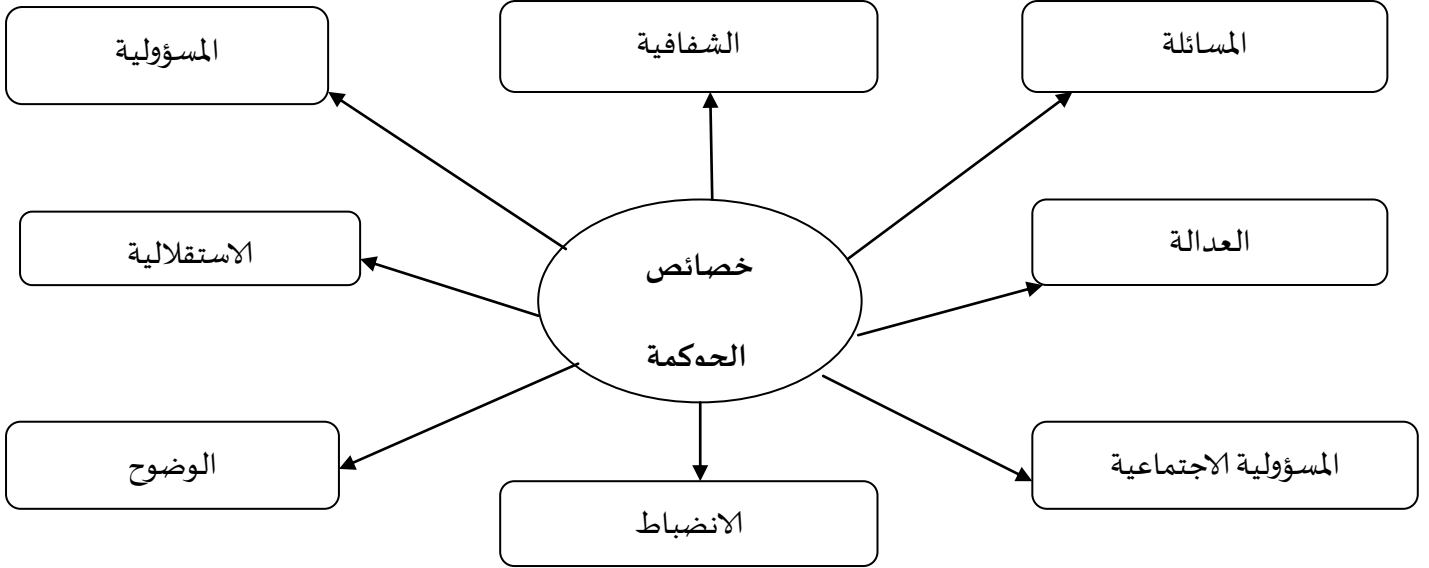 المسائلة
الشفافية
المسؤولية
العدالة
الاستقلالية
خصائص
الحوكمة
المسؤولية الاجتماعية
الوضوح
الانضباط